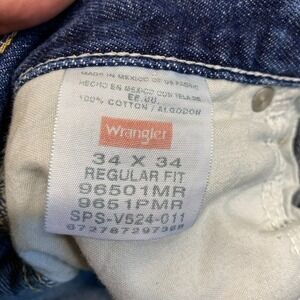 MADE IN MEXICO OF US FABRIC
HECHO EN MEXICO CON TELA DE
EE.UU.
100% COTTON / ALGODON
Wrangler
34 X 34
REGULAR FIT
96501MR
9651PMR
SPS-V524-011